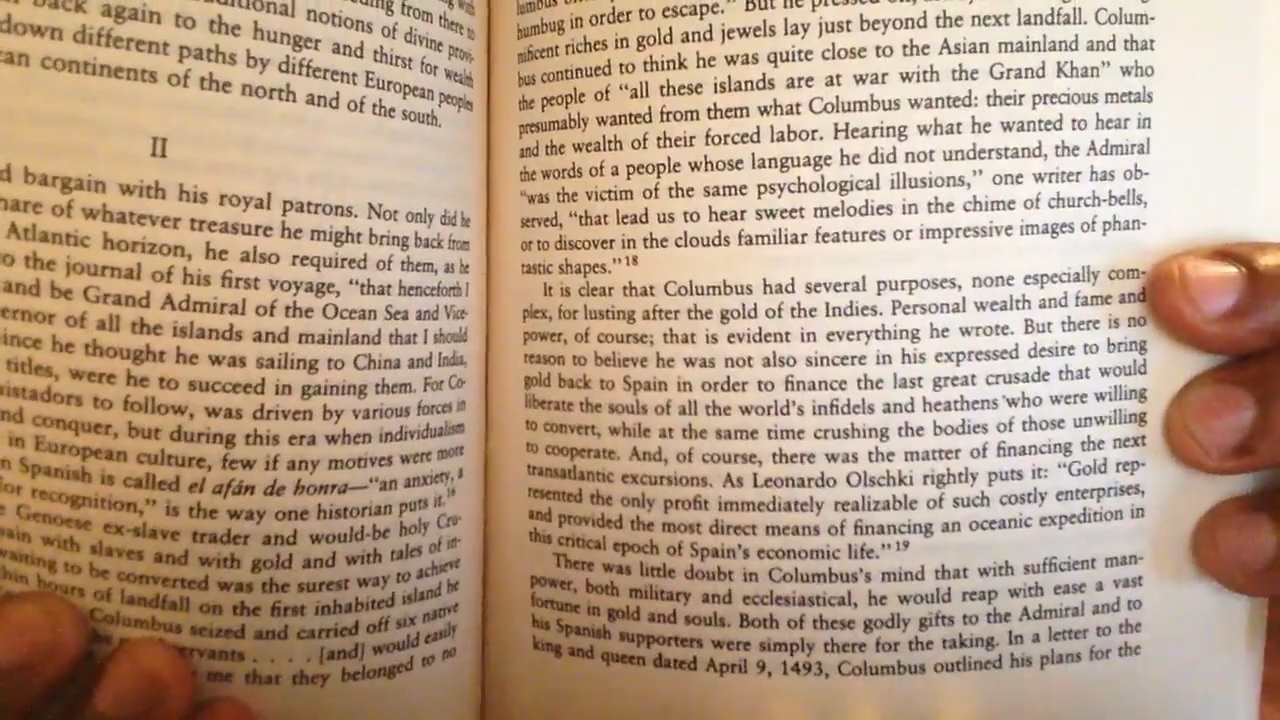 ding from there to
ditional notions of divine provi-
back again to the hunger and thirst for wealth
down different paths by different European peoples
can continents of the north and of the south.
II
d bargain with his royal patrons. Not only did he
hare of whatever treasure he might bring back from
Atlantic horizon, he also required of them, as he
o the journal of his first voyage, "that henceforth I
and be Grand Admiral of the Ocean Sea and Vice-
ernor of all the islands and mainland that I should
ince he thought he was sailing to China and India,
titles, were he to succeed in gaining them. For Co-
istadors to follow, was driven by various forces in
nd conquer, but during this era when individualism
in European culture, few if any motives were more
n Spanish is called el afán de honra—"an anxiety, a
for recognition," is the way one historian puts it.16
e Genoese ex-slave trader and would-be holy Cru-
ain with slaves and with gold and with tales of in-
waiting to be converted was the surest way to achieve
hin hours of landfall on the first inhabited island he
Columbus seized and carried off six native
ervants . . . . [and] would easily
me that they belonged to no
humbug in order to escape." But he pressed on,
nificent riches in gold and jewels lay just beyond the next landfall. Colum-
bus continued to think he was quite close to the Asian mainland and that
the people of "all these islands are at war with the Grand Khan" who
presumably wanted from them what Columbus wanted: their precious metals
and the wealth of their forced labor. Hearing what he wanted to hear in
the words of a people whose language he did not understand, the Admiral
"was the victim of the same psychological illusions," one writer has ob-
served, "that lead us to hear sweet melodies in the chime of church-bells,
or to discover in the clouds familiar features or impressive images of phan-
tastic shapes."18
It is clear that Columbus had several purposes, none especially com-
plex, for lusting after the gold of the Indies. Personal wealth and fame and
power, of course; that is evident in everything he wrote. But there is no
reason to believe he was not also sincere in his expressed desire to bring
gold back to Spain in order to finance the last great crusade that would
liberate the souls of all the world's infidels and heathens who were willing
to convert, while at the same time crushing the bodies of those unwilling
to cooperate. And, of course, there was the matter of financing the next
transatlantic excursions. As Leonardo Olschki rightly puts it: "Gold rep-
resented the only profit immediately realizable of such costly enterprises,
and provided the most direct means of financing an oceanic expedition in
this critical epoch of Spain's economic life."19
There was little doubt in Columbus's mind that with sufficient man-
power, both military and ecclesiastical, he would reap with ease a vast
fortune in gold and souls. Both of these godly gifts to the Admiral and to
his Spanish supporters were simply there for the taking. In a letter to the
king and queen dated April 9, 1493, Columbus outlined his plans for the